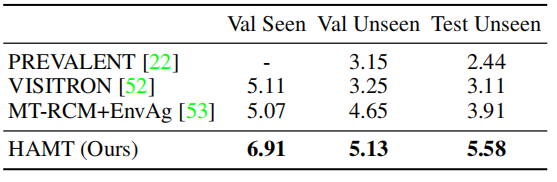 Val Seen Val Unseen Test Unseen
PREVALENT [22] - 3.15 2.44
VISITRON [52] 5.11 3.25 3.11
MT-RCM+EnvAg [53] 5.07 4.65 3.91
HAMT (Ours) 6.91 5.13 5.58